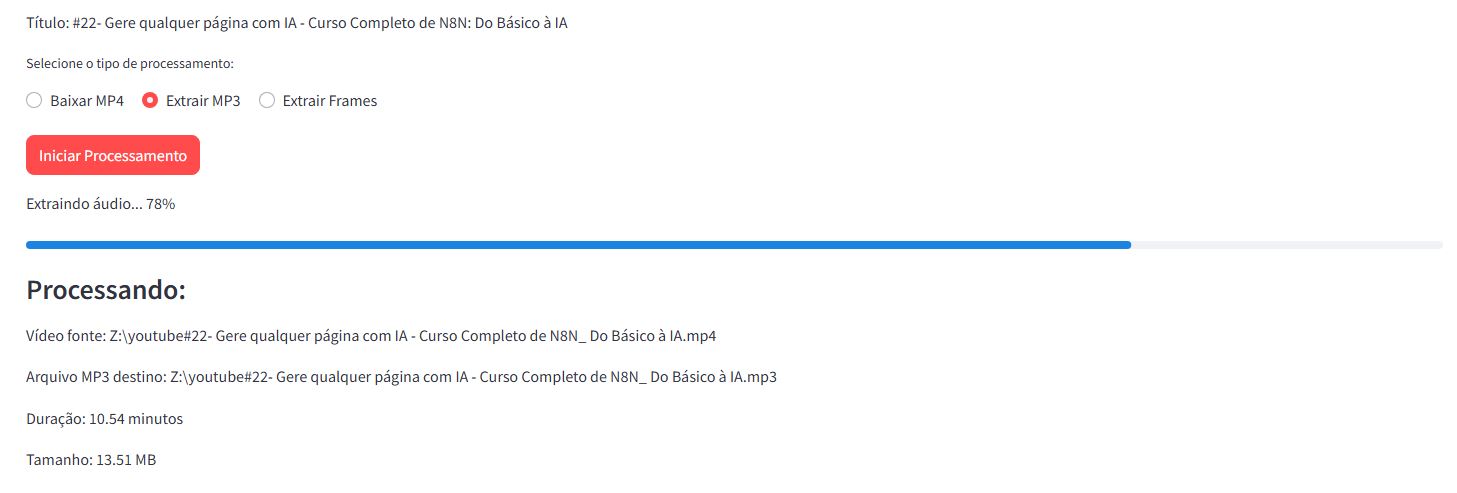 Título: #22- Gere qualquer página com IA - Curso Completo de N8N: Do Básico à IA
Selecione o tipo de processamento:
Baixar MP4 Extrair MP3 Extrair Frames
Iniciar Processamento
Extraindo áudio... 78%
Processando:
Vídeo fonte: Z:\youtube#22- Gere qualquer página com IA - Curso Completo de N8N_ Do Básico à IA.mp4
Arquivo MP3 destino: Z:\youtube#22- Gere qualquer página com IA - Curso Completo de N8N_ Do Básico à IA.mp3
Duração: 10.54 minutos
Tamanho: 13.51 MB